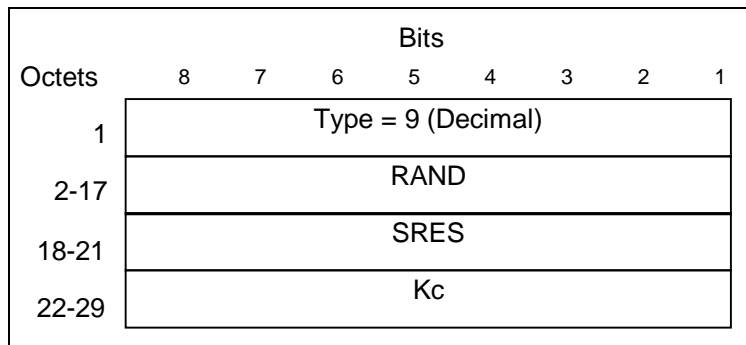 Bits
Octets 8 7 6 5 4 3 2 1
1 Type = 9 (Decimal)
2-17 RAND
18-21 SRES
22-29 Kc